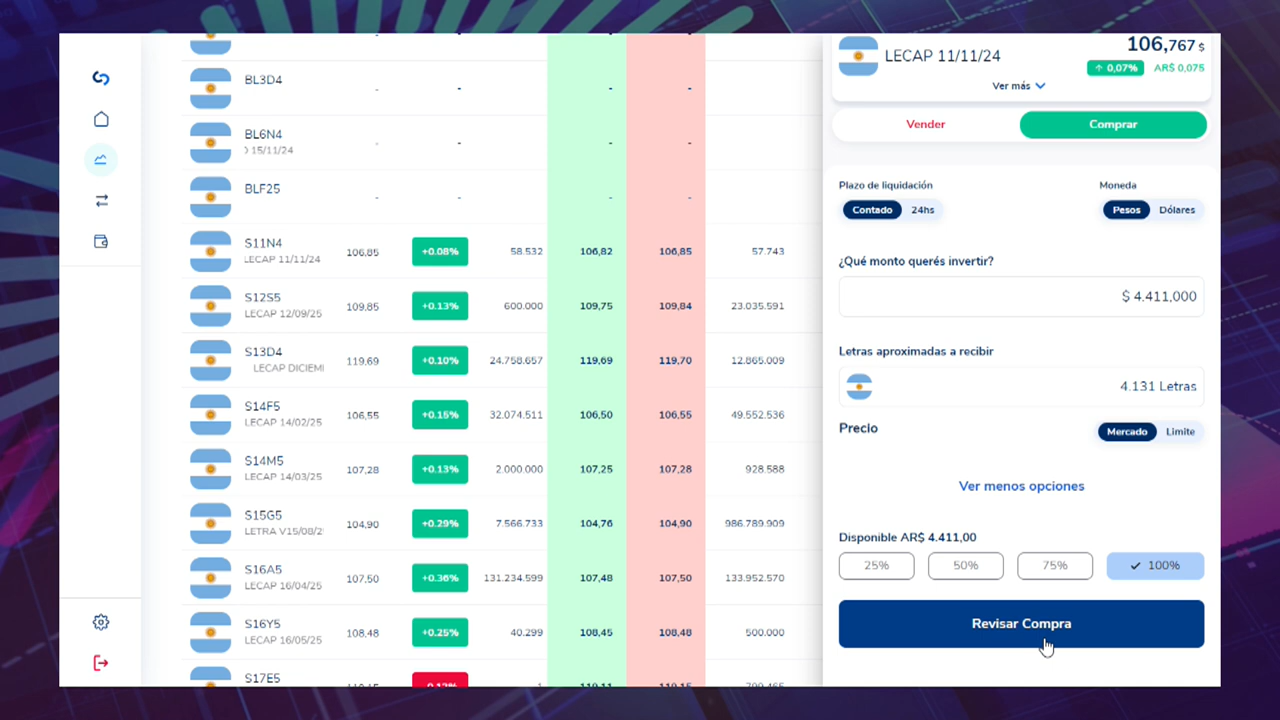 BL3D4 - - - -
BL6N4 - - - -
O 15/11/24
BLF25 - - - -
S11N4
LECAP 11/11/24 106,85 +0.08% 58.532 106,82 106,85 57.743
S12S5
LECAP 12/09/25 109,85 +0.13% 600.000 109,75 109,84 23.035.591
S13D4
LECAP DICIEMI 119,69 +0.10% 24.758.657 119,69 119,70 12.865.009
S14F5
LECAP 14/02/25 106,55 +0.15% 32.074.511 106,50 106,55 49.552.536
S14M5
LECAP 14/03/25 107,28 +0.13% 2.000.000 107,25 107,28 928.588
S15G5
LETRA V15/08/2 104,90 +0.29% 7.566.733 104,76 104,90 986.789.909
S16A5
LECAP 16/04/25 107,50 +0.36% 131.234.599 107,48 107,50 133.952.570
S16Y5
LECAP 16/05/25 108,48 +0.25% 40.299 108,45 108,48 500.000
S17E5
LECAP 11/11/24 106,767 $
↑ 0,07% AR$ 0,075
Ver más
Vender Comprar
Plazo de liquidación Moneda
Contado 24hs Pesos Dólares
¿Qué monto querés invertir?
$ 4.411,000
Letras aproximadas a recibir
4.131 Letras
Precio Mercado Limite
Ver menos opciones
Disponible AR$ 4.411,00
25% 50% 75% ✓ 100%
Revisar Compra